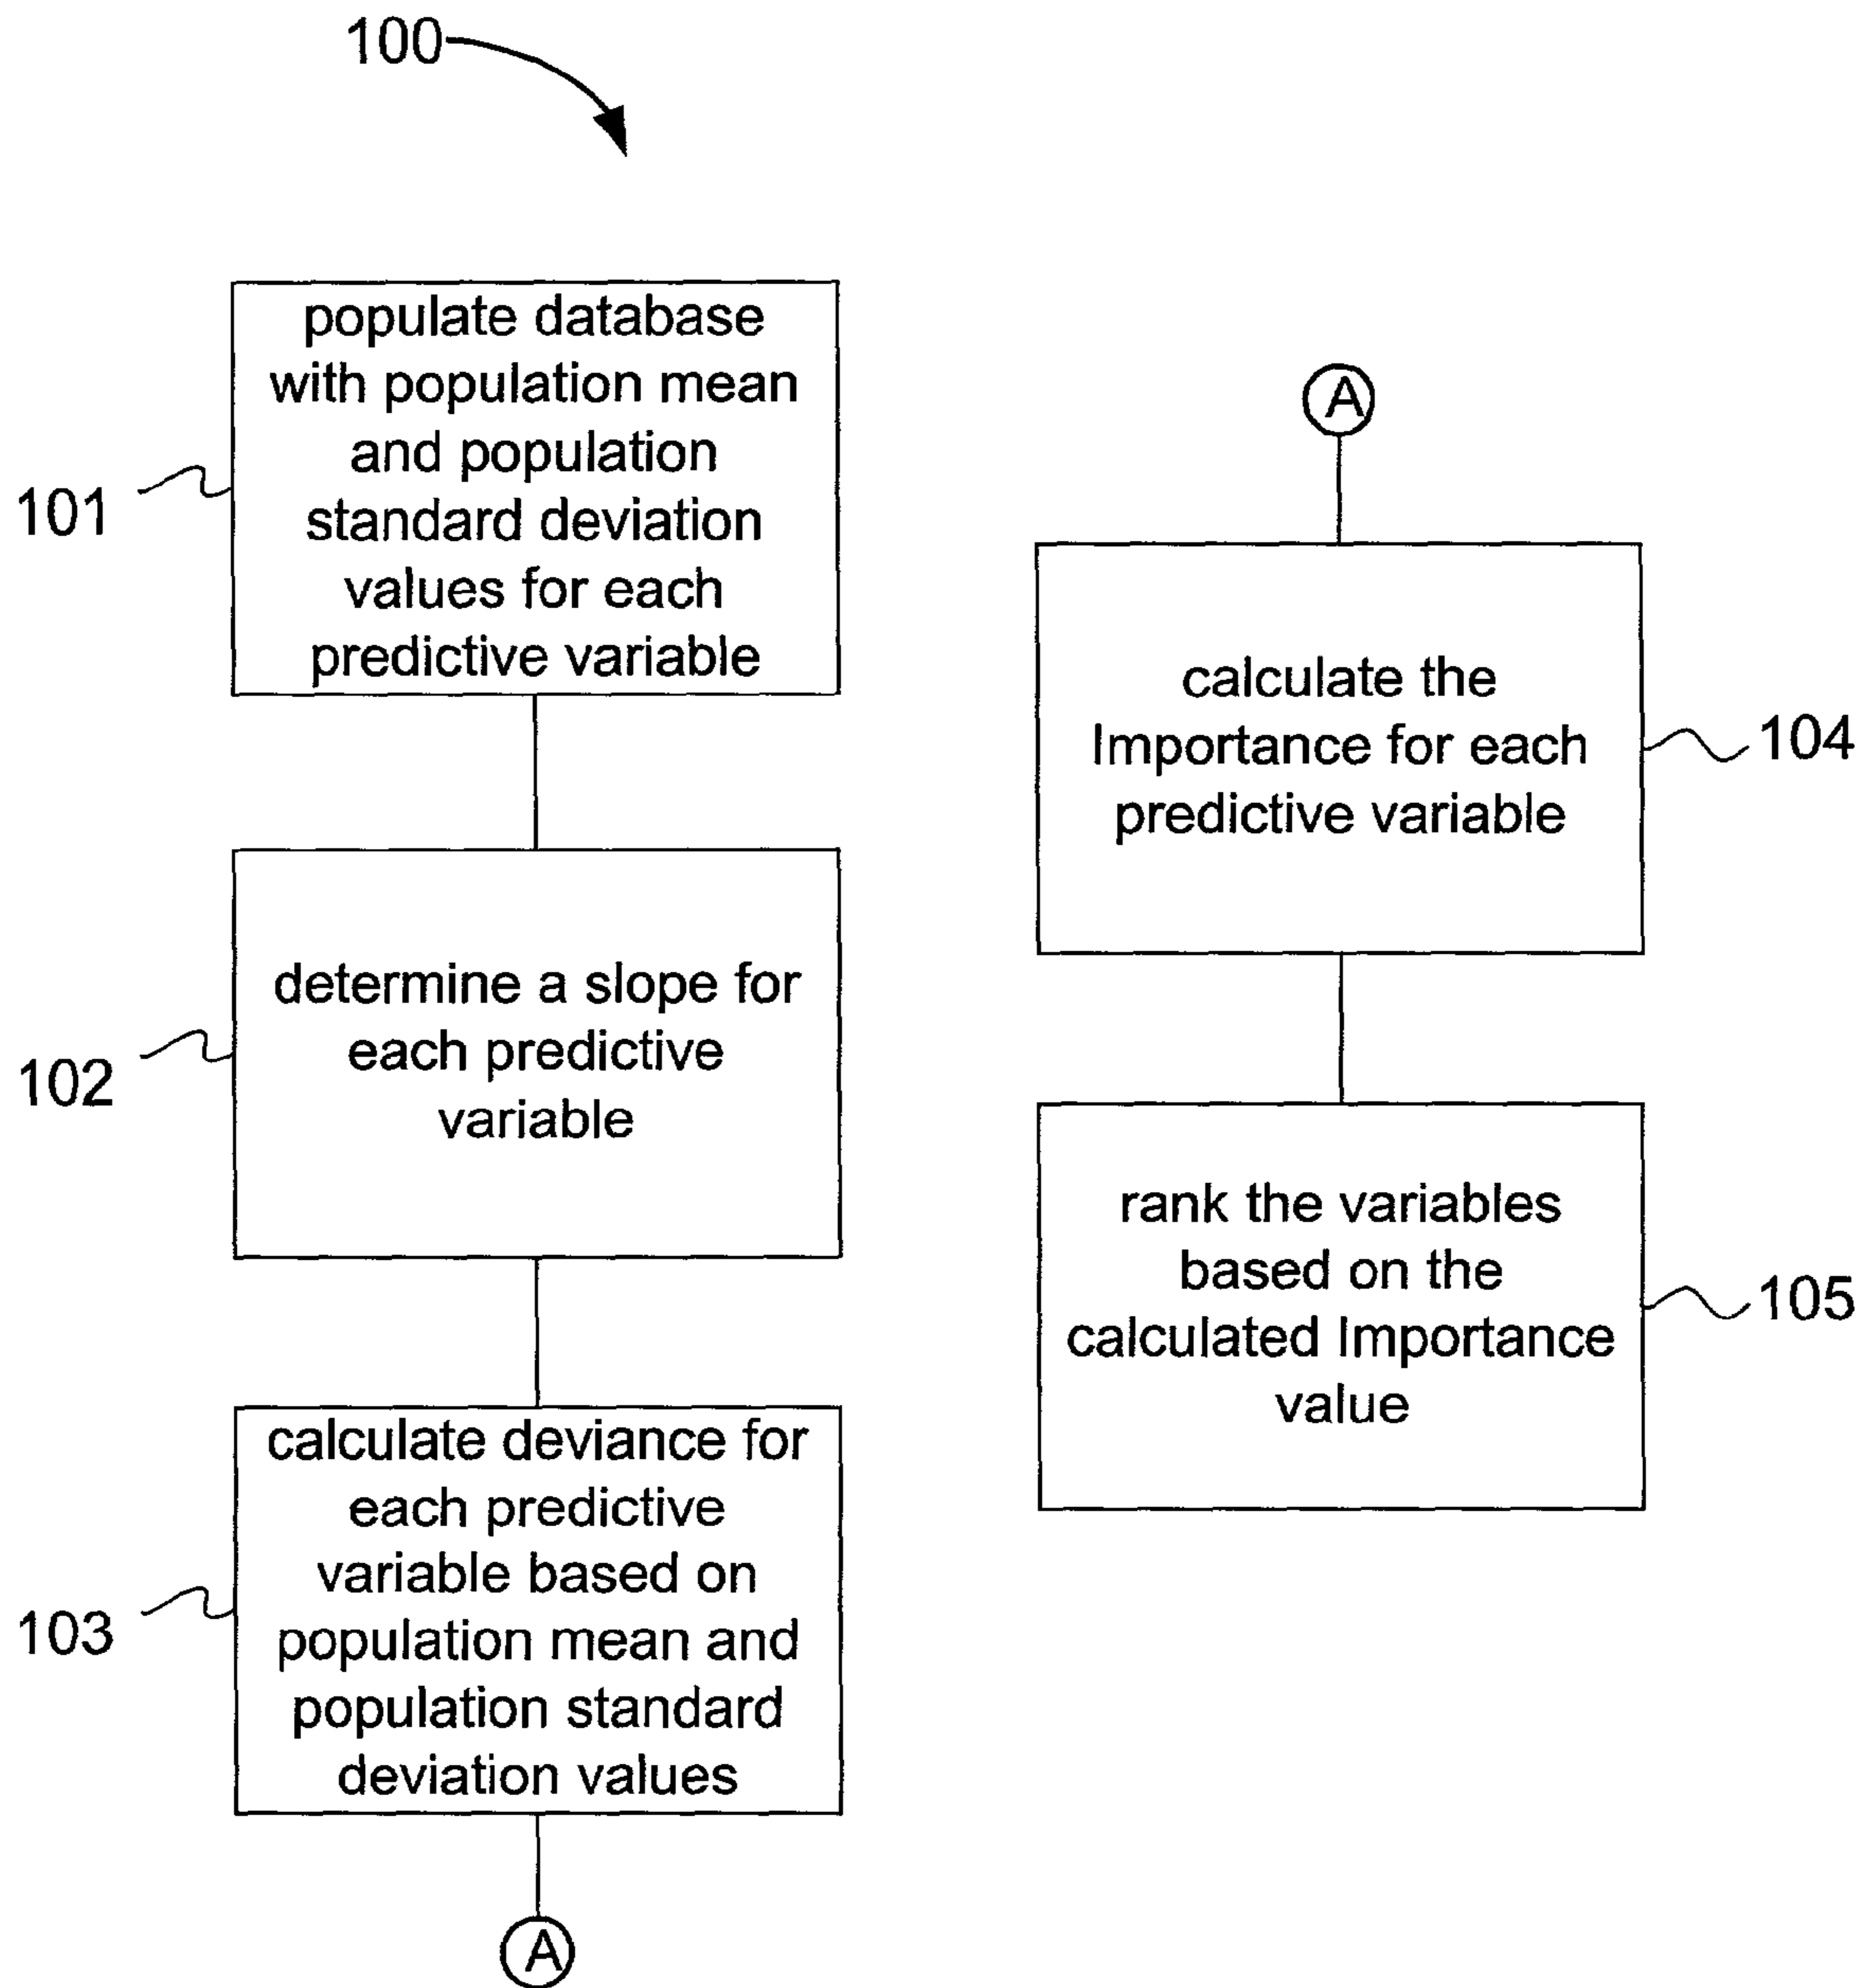 100
populate database
with population mean
and population
standard deviation
values for each
predictive variable
101
determine a slope for
each predictive
variable
102
calculate deviance for
each predictive
variable based on
population mean and
population standard
deviation values
103
A
A
calculate the
Importance for each
predictive variable
104
rank the variables
based on the
calculated Importance
value
105